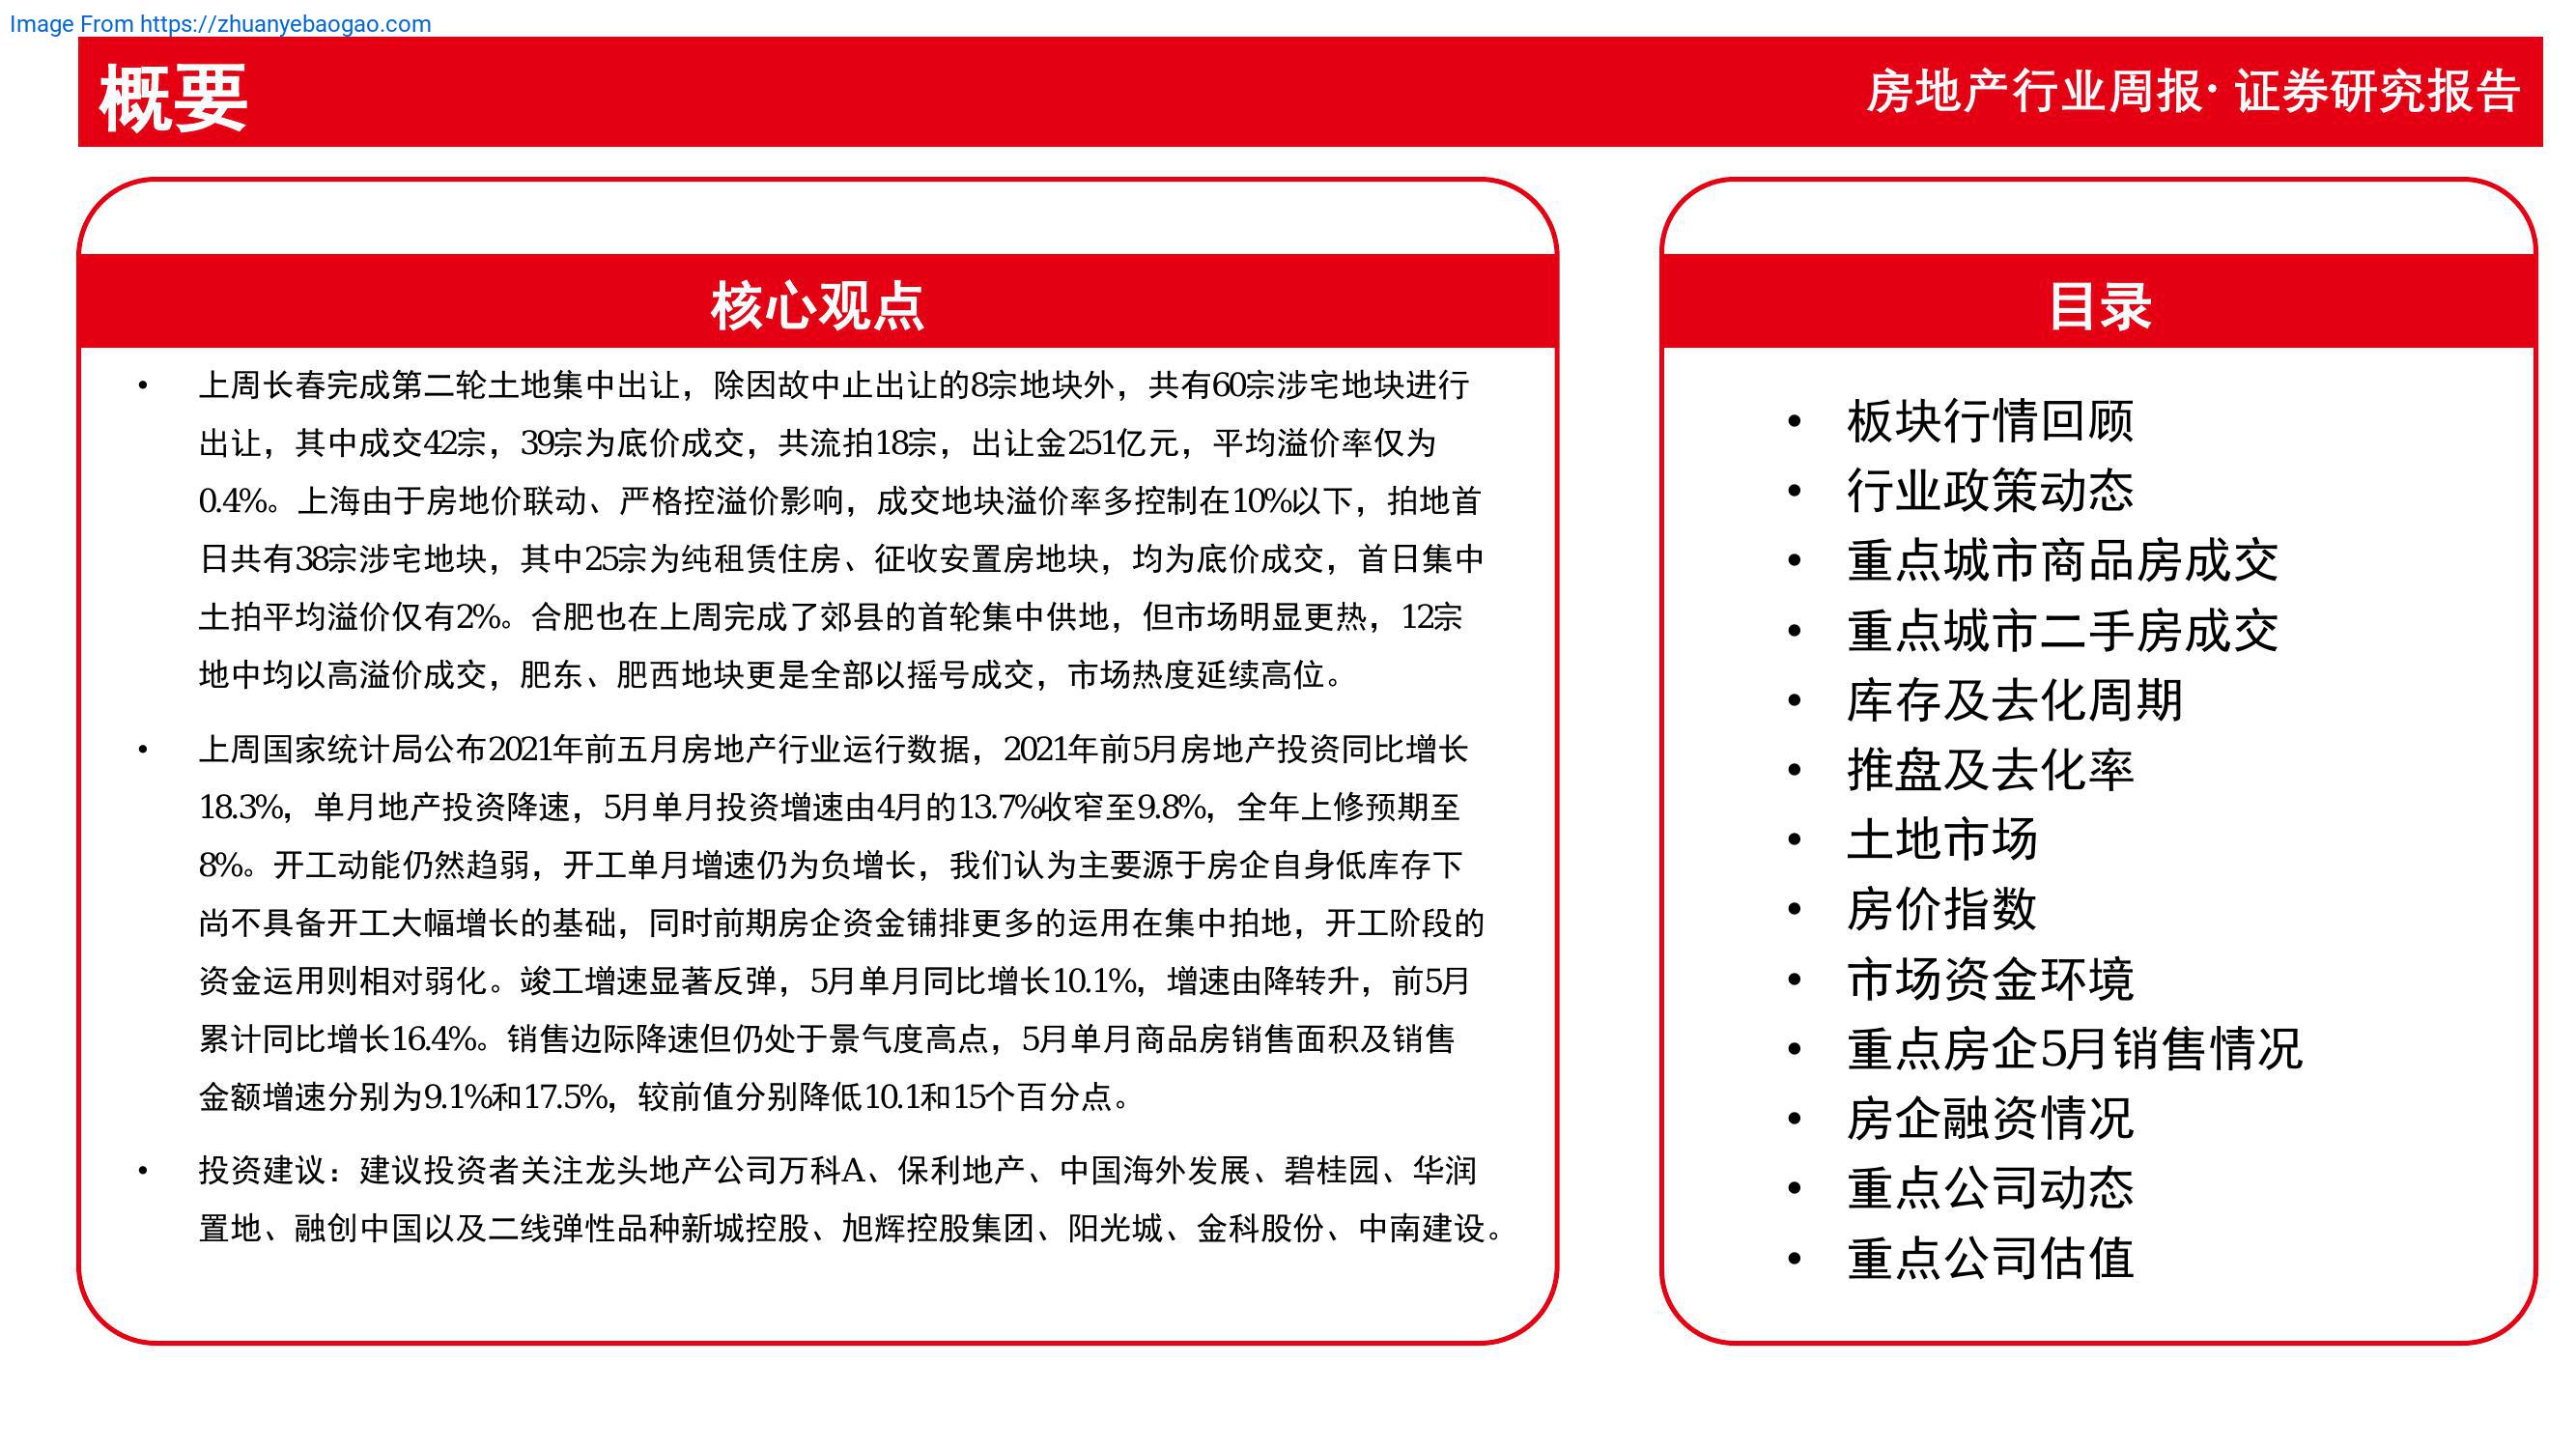 Image From https://zhuanyebaogao.com
概要
房地产行业周报· 证券研究报告
核心观点
• 上周长春完成第二轮土地集中出让，除因故中止出让的8宗地块外，共有60宗涉宅地块进行
出让，其中成交42宗，39宗为底价成交，共流拍18宗，出让金251亿元，平均溢价率仅为
0.4%。上海由于房地价联动、严格控溢价影响，成交地块溢价率多控制在10%以下，拍地首
日共有38宗涉宅地块，其中25宗为纯租赁住房、征收安置房地块，均为底价成交，首日集中
土拍平均溢价仅有2%。合肥也在上周完成了郊县的首轮集中供地，但市场明显更热，12宗
地中均以高溢价成交，肥东、肥西地块更是全部以摇号成交，市场热度延续高位。
• 上周国家统计局公布2021年前五月房地产行业运行数据，2021年前5月房地产投资同比增长
18.3%，单月地产投资降速，5月单月投资增速由4月的13.7%收窄至9.8%，全年上修预期至
8%。开工动能仍然趋弱，开工单月增速仍为负增长，我们认为主要源于房企自身低库存下
尚不具备开工大幅增长的基础，同时前期房企资金铺排更多的运用在集中拍地，开工阶段的
资金运用则相对弱化。竣工增速显著反弹，5月单月同比增长10.1%，增速由降转升，前5月
累计同比增长16.4%。销售边际降速但仍处于景气度高点，5月单月商品房销售面积及销售
金额增速分别为9.1%和17.5%，较前值分别降低10.1和15个百分点。
• 投资建议：建议投资者关注龙头地产公司万科A、保利地产、中国海外发展、碧桂园、华润
置地、融创中国以及二线弹性品种新城控股、旭辉控股集团、阳光城、金科股份、中南建设。
目录
• 板块行情回顾
• 行业政策动态
• 重点城市商品房成交
• 重点城市二手房成交
• 库存及去化周期
• 推盘及去化率
• 土地市场
• 房价指数
• 市场资金环境
• 重点房企5月销售情况
• 房企融资情况
• 重点公司动态
• 重点公司估值